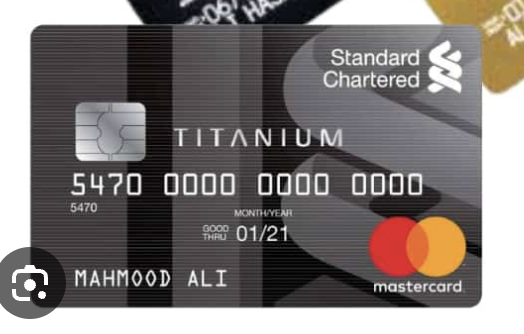 Standard
Chartered
TITANIUM
5470 0000 0000 0000
5470
MONTH/YEAR
GOOD
THRU 01/21
MAHMOOD ALI
mastercard.